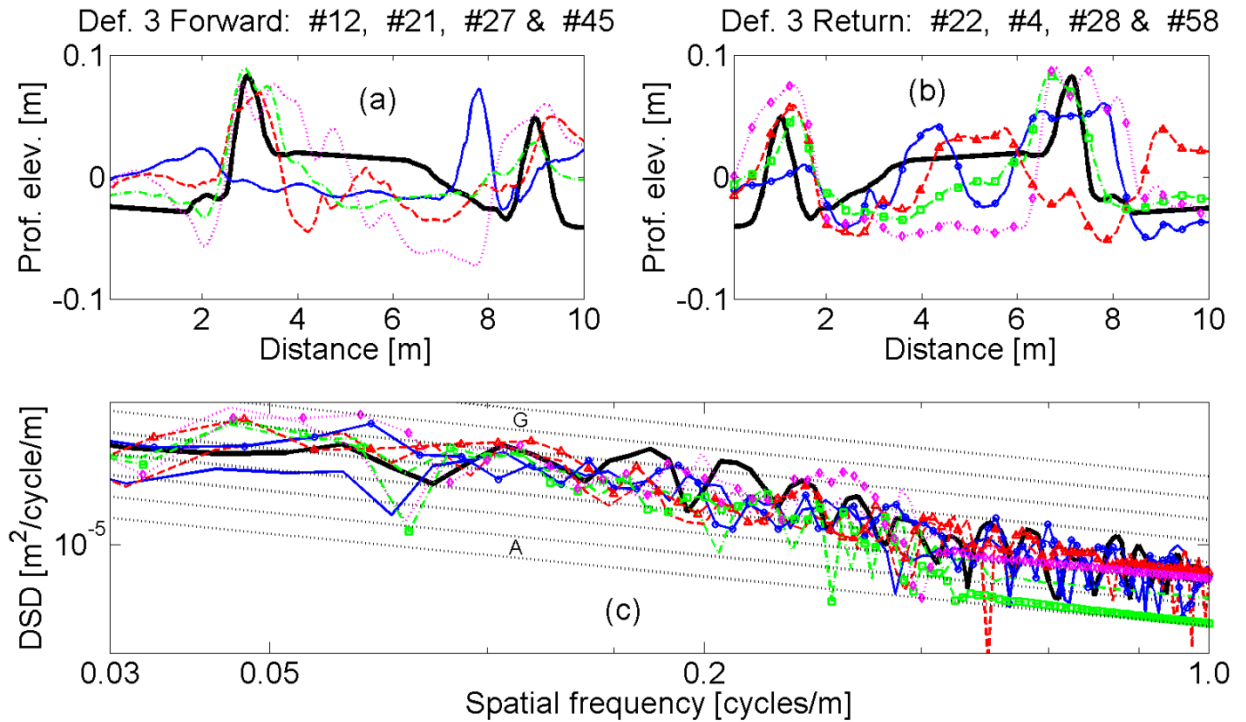 Def. 3 Forward: #12, #21, #27 & #45
Def. 3 Return: #22, #4, #28 & #58
0.1
0
-0.1
Prof. elev. [m]
(a)
2 4 6 8 10
Distance [m]
0.1
0
-0.1
Prof. elev. [m]
(b)
2 4 6 8 10
Distance [m]
DSD [m²/cycle/m]
10⁻⁵
G
A
(c)
0.03 0.05 0.2 1.0
Spatial frequency [cycles/m]